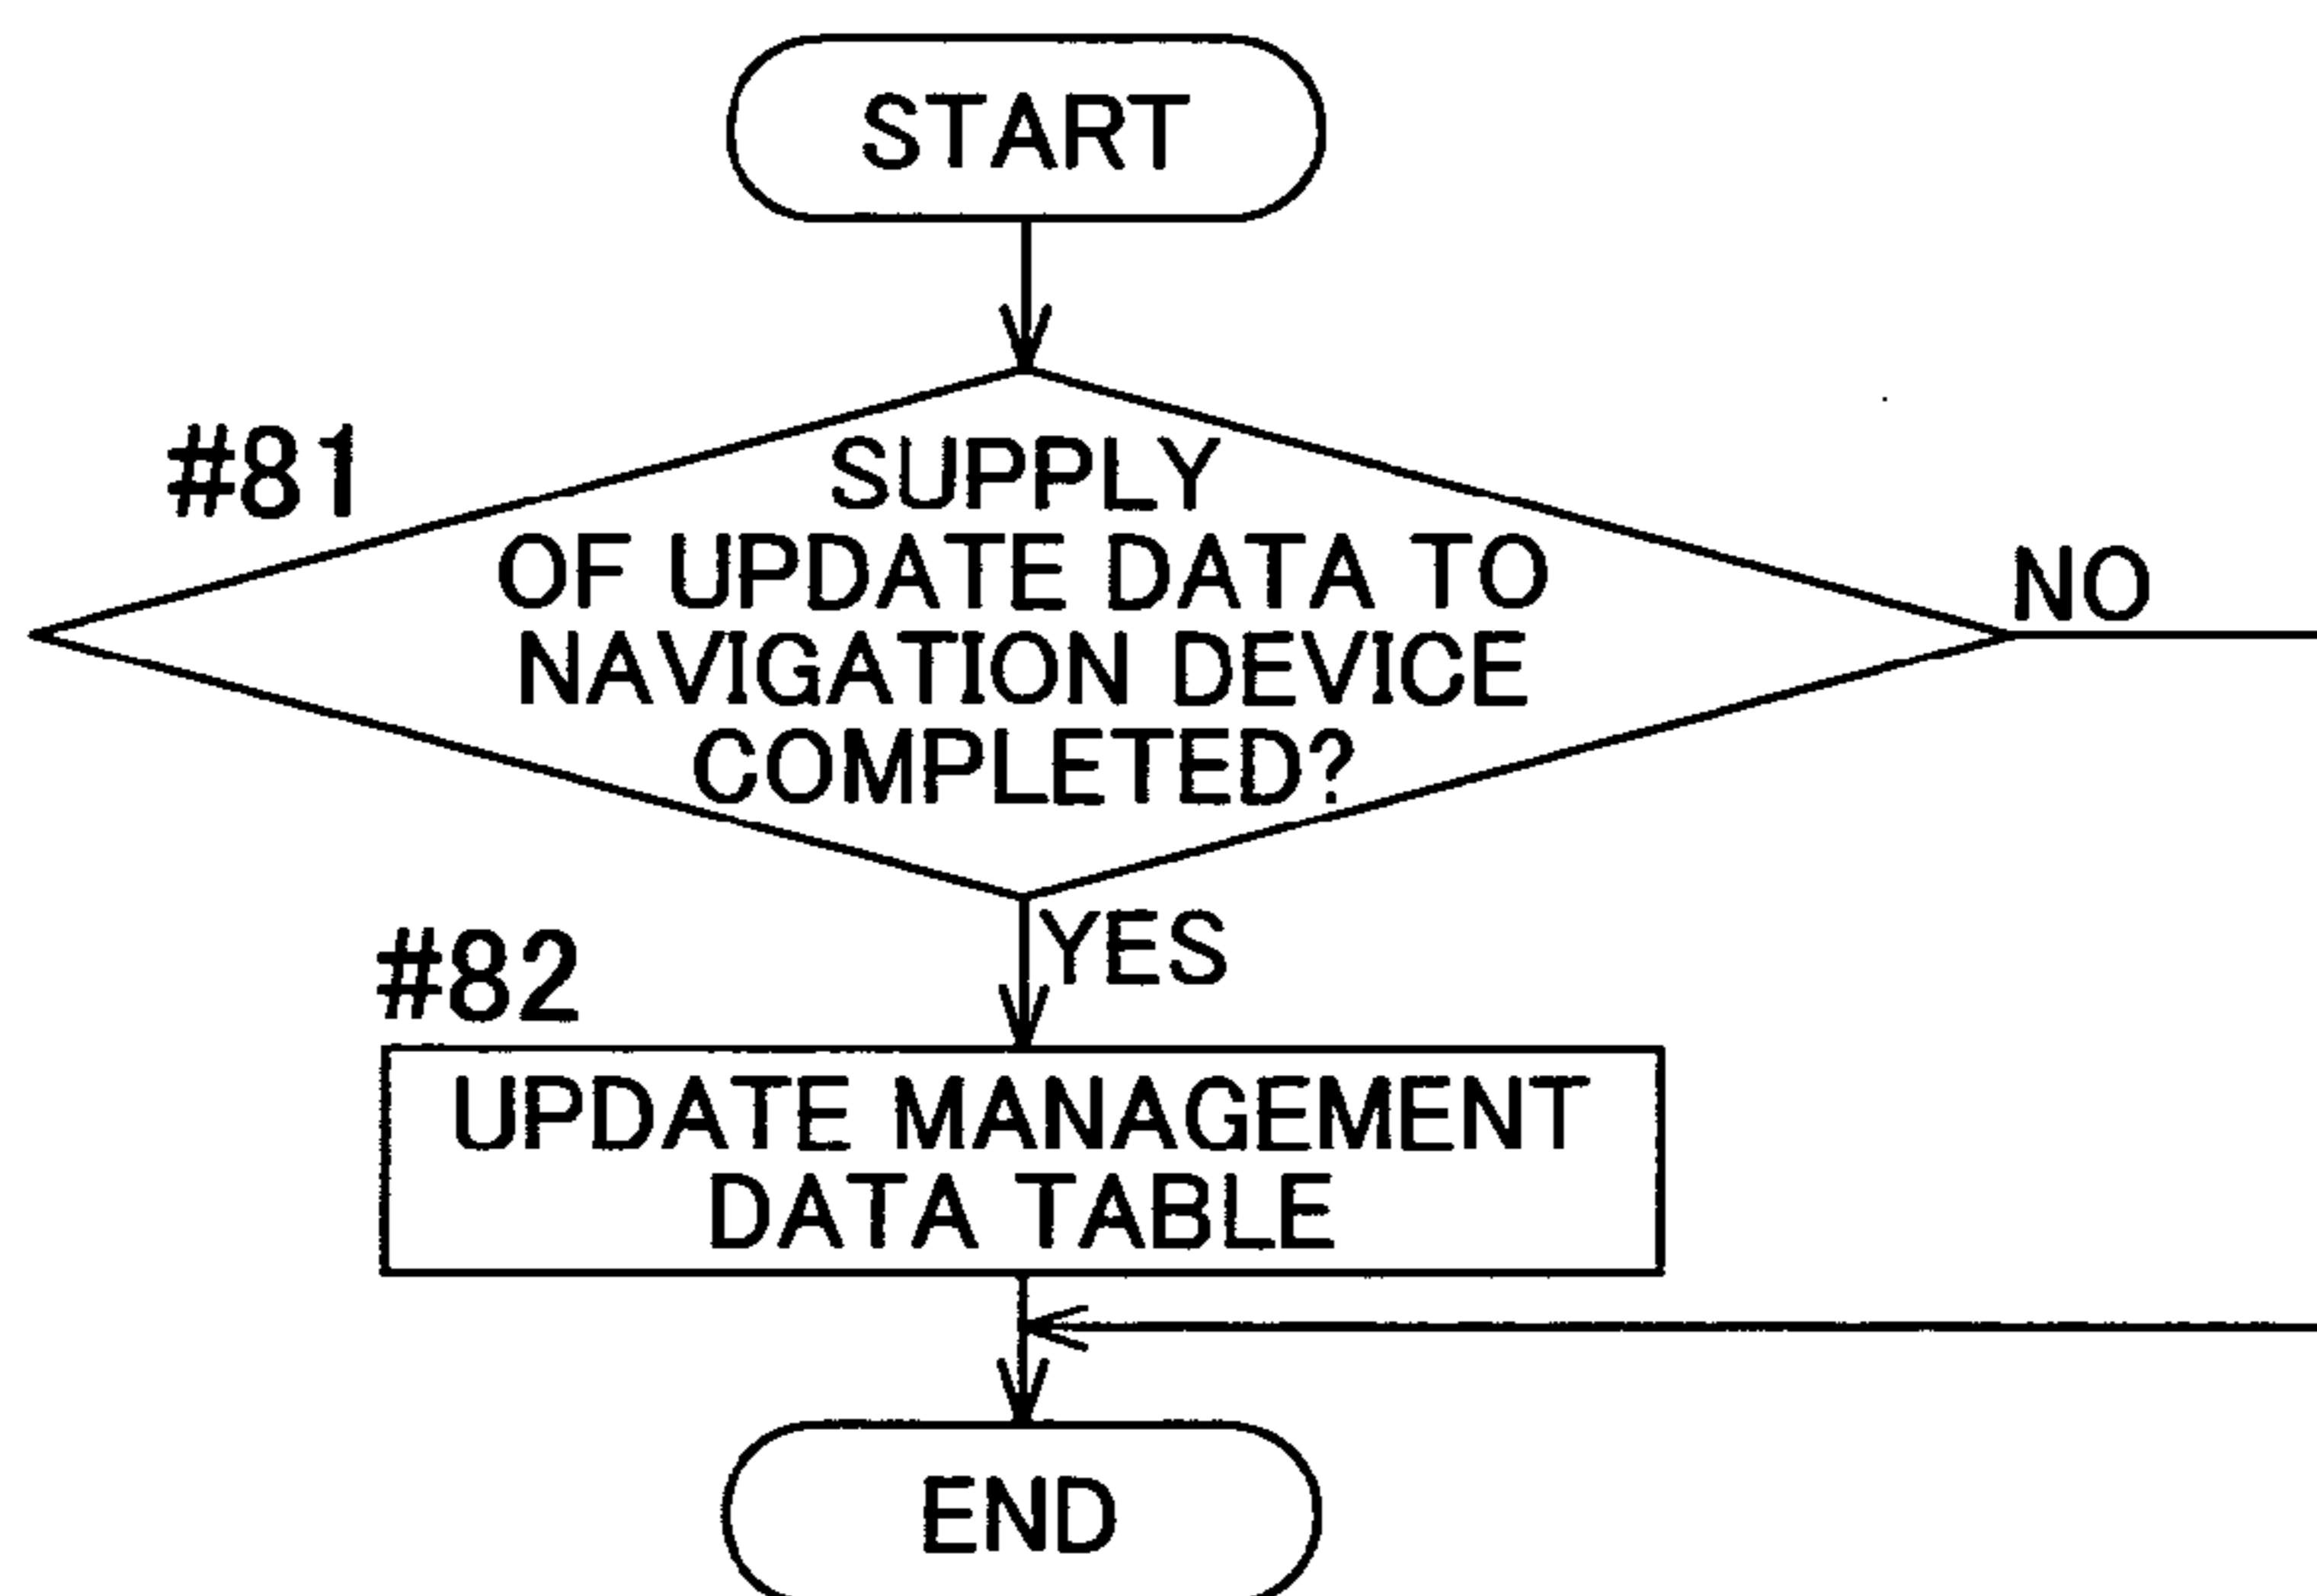 START
#81
SUPPLY
OF UPDATE DATA TO
NAVIGATION DEVICE
COMPLETED?
NO
YES
#82
UPDATE MANAGEMENT
DATA TABLE
END